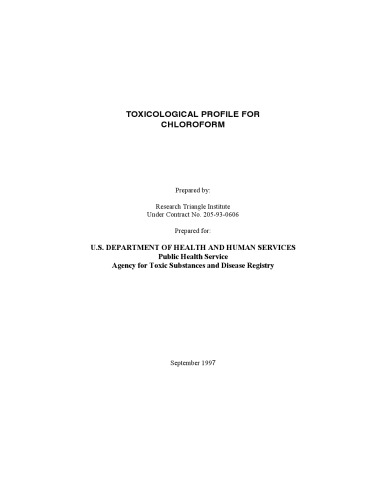 TOXICOLOGICAL PROFILE FOR
CHLOROFORM
Prepared by:
Research Triangle Institute
Under Contract No. 205-93-0606
Prepared for:
U.S. DEPARTMENT OF HEALTH AND HUMAN SERVICES
Public Health Service
Agency for Toxic Substances and Disease Registry
September 1997